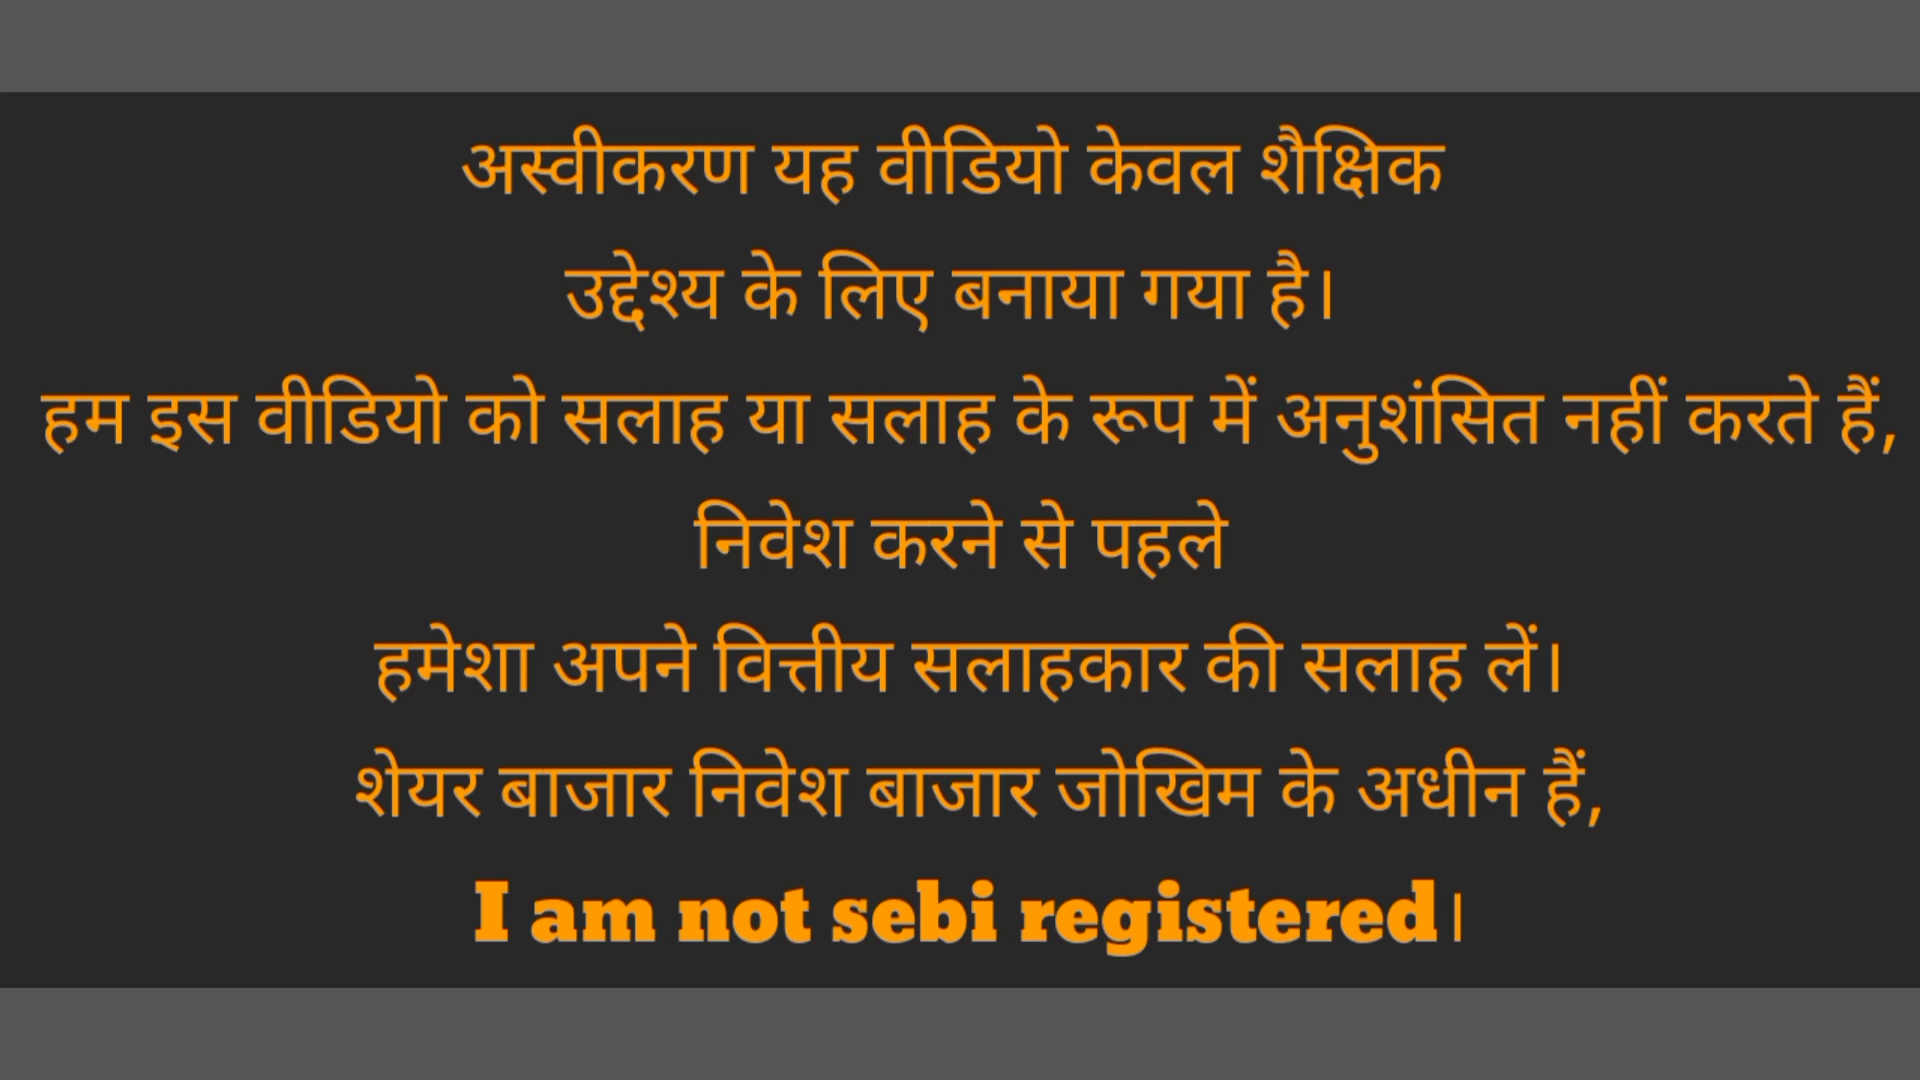 अस्वीकरण यह वीडियो केवल शैक्षिक
उद्देश्य के लिए बनाया गया है।
हम इस वीडियो को सलाह या सलाह के रूप में अनुशंसित नहीं करते हैं,
निवेश करने से पहले
हमेशा अपने वित्तीय सलाहकार की सलाह लें।
शेयर बाजार निवेश बाजार जोखिम के अधीन हैं,
I am not sebi registered।